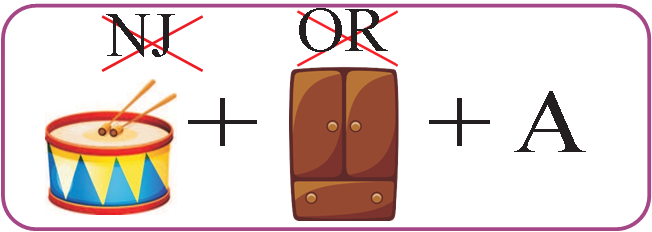 NJ OR
+ + A